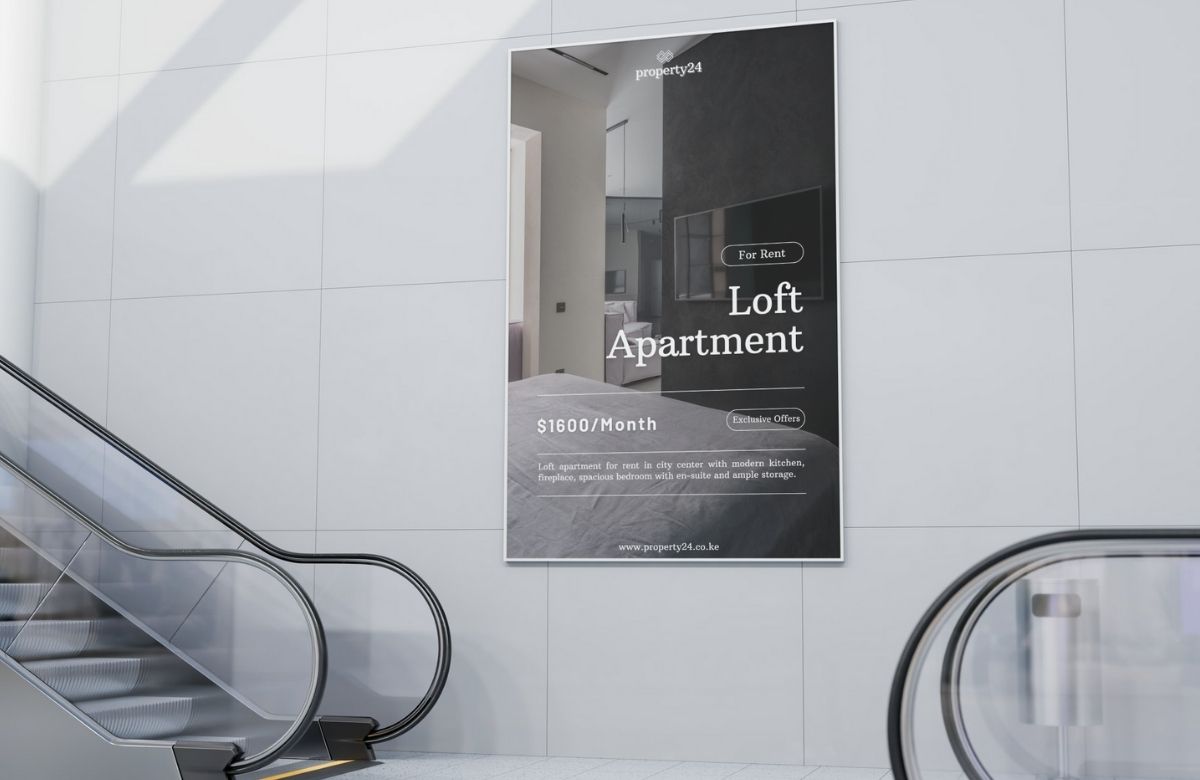 property24
For Rent
Loft
Apartment
$1600/Month
Exclusive Offers
Loft apartment for rent in city center with modern kitchen,
fireplace, spacious bedroom with en-suite and ample storage.
www.property24.co.ke